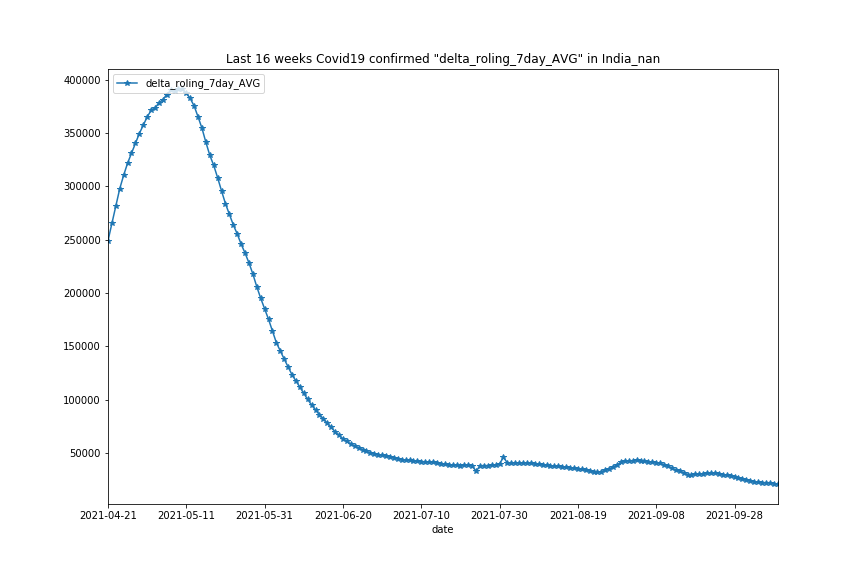 Last 16 weeks Covid19 confirmed "delta_roling_7day_AVG" in India_nan
delta_roling_7day_AVG
400000
350000
300000
250000
200000
150000
100000
50000
2021-04-21 2021-05-11 2021-05-31 2021-06-20 2021-07-10 2021-07-30 2021-08-19 2021-09-08 2021-09-28
date